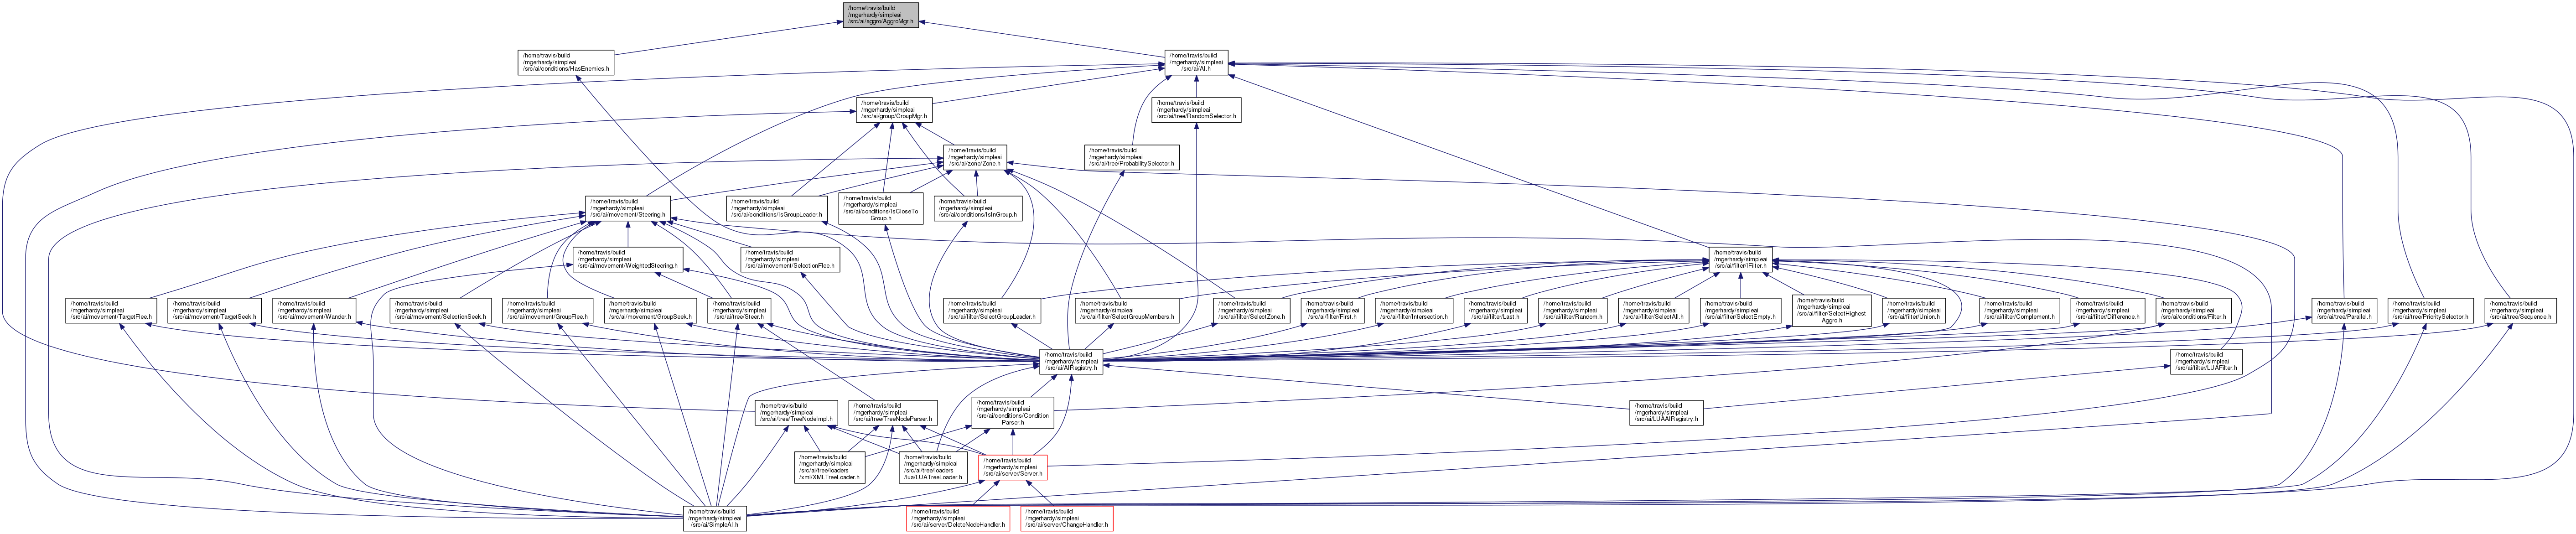 /home/travis/build
/mgerhardy/simpleai
/src/ai/aggro/AggroMgr.h
/home/travis/build
/mgerhardy/simpleai
/src/ai/conditions/HasEnemies.h
/home/travis/build
/mgerhardy/simpleai
/src/ai/AI.h
/home/travis/build
/mgerhardy/simpleai
/src/ai/group/GroupMgr.h
/home/travis/build
/mgerhardy/simpleai
/src/ai/tree/RandomSelector.h
/home/travis/build
/mgerhardy/simpleai
/src/ai/zone/Zone.h
/home/travis/build
/mgerhardy/simpleai
/src/ai/tree/ProbabilitySelector.h
/home/travis/build
/mgerhardy/simpleai
/src/ai/movement/Steering.h
/home/travis/build
/mgerhardy/simpleai
/src/ai/conditions/IsGroupLeader.h
/home/travis/build
/mgerhardy/simpleai
/src/ai/conditions/IsCloseTo
Group.h
/home/travis/build
/mgerhardy/simpleai
/src/ai/conditions/IsInGroup.h
/home/travis/build
/mgerhardy/simpleai
/src/ai/movement/WeightedSteering.h
/home/travis/build
/mgerhardy/simpleai
/src/ai/movement/SelectionFlee.h
/home/travis/build
/mgerhardy/simpleai
/src/ai/filter/IFilter.h
/home/travis/build
/mgerhardy/simpleai
/src/ai/movement/TargetFlee.h
/home/travis/build
/mgerhardy/simpleai
/src/ai/movement/TargetSeek.h
/home/travis/build
/mgerhardy/simpleai
/src/ai/movement/Wander.h
/home/travis/build
/mgerhardy/simpleai
/src/ai/movement/SelectionSeek.h
/home/travis/build
/mgerhardy/simpleai
/src/ai/movement/GroupFlee.h
/home/travis/build
/mgerhardy/simpleai
/src/ai/movement/GroupSeek.h
/home/travis/build
/mgerhardy/simpleai
/src/ai/tree/Steer.h
/home/travis/build
/mgerhardy/simpleai
/src/ai/filter/SelectGroupLeader.h
/home/travis/build
/mgerhardy/simpleai
/src/ai/filter/SelectGroupMembers.h
/home/travis/build
/mgerhardy/simpleai
/src/ai/filter/SelectZone.h
/home/travis/build
/mgerhardy/simpleai
/src/ai/filter/First.h
/home/travis/build
/mgerhardy/simpleai
/src/ai/filter/Intersection.h
/home/travis/build
/mgerhardy/simpleai
/src/ai/filter/Last.h
/home/travis/build
/mgerhardy/simpleai
/src/ai/filter/Random.h
/home/travis/build
/mgerhardy/simpleai
/src/ai/filter/SelectAll.h
/home/travis/build
/mgerhardy/simpleai
/src/ai/filter/SelectEmpty.h
/home/travis/build
/mgerhardy/simpleai
/src/ai/filter/SelectHighest
Aggro.h
/home/travis/build
/mgerhardy/simpleai
/src/ai/filter/Union.h
/home/travis/build
/mgerhardy/simpleai
/src/ai/filter/Complement.h
/home/travis/build
/mgerhardy/simpleai
/src/ai/filter/Difference.h
/home/travis/build
/mgerhardy/simpleai
/src/ai/conditions/Filter.h
/home/travis/build
/mgerhardy/simpleai
/src/ai/tree/Parallel.h
/home/travis/build
/mgerhardy/simpleai
/src/ai/tree/PrioritySelector.h
/home/travis/build
/mgerhardy/simpleai
/src/ai/tree/Sequence.h
/home/travis/build
/mgerhardy/simpleai
/src/ai/AIRegistry.h
/home/travis/build
/mgerhardy/simpleai
/src/ai/filter/LUAFilter.h
/home/travis/build
/mgerhardy/simpleai
/src/ai/tree/TreeNodeImpl.h
/home/travis/build
/mgerhardy/simpleai
/src/ai/tree/TreeNodeParser.h
/home/travis/build
/mgerhardy/simpleai
/src/ai/conditions/Condition
Parser.h
/home/travis/build
/mgerhardy/simpleai
/src/ai/LUAAIRegistry.h
/home/travis/build
/mgerhardy/simpleai
/src/ai/tree/loaders
/xml/XMLTreeLoader.h
/home/travis/build
/mgerhardy/simpleai
/src/ai/tree/loaders
/lua/LUATreeLoader.h
/home/travis/build
/mgerhardy/simpleai
/src/ai/server/Server.h
/home/travis/build
/mgerhardy/simpleai
/src/ai/SimpleAI.h
/home/travis/build
/mgerhardy/simpleai
/src/ai/server/DeleteNodeHandler.h
/home/travis/build
/mgerhardy/simpleai
/src/ai/server/ChangeHandler.h